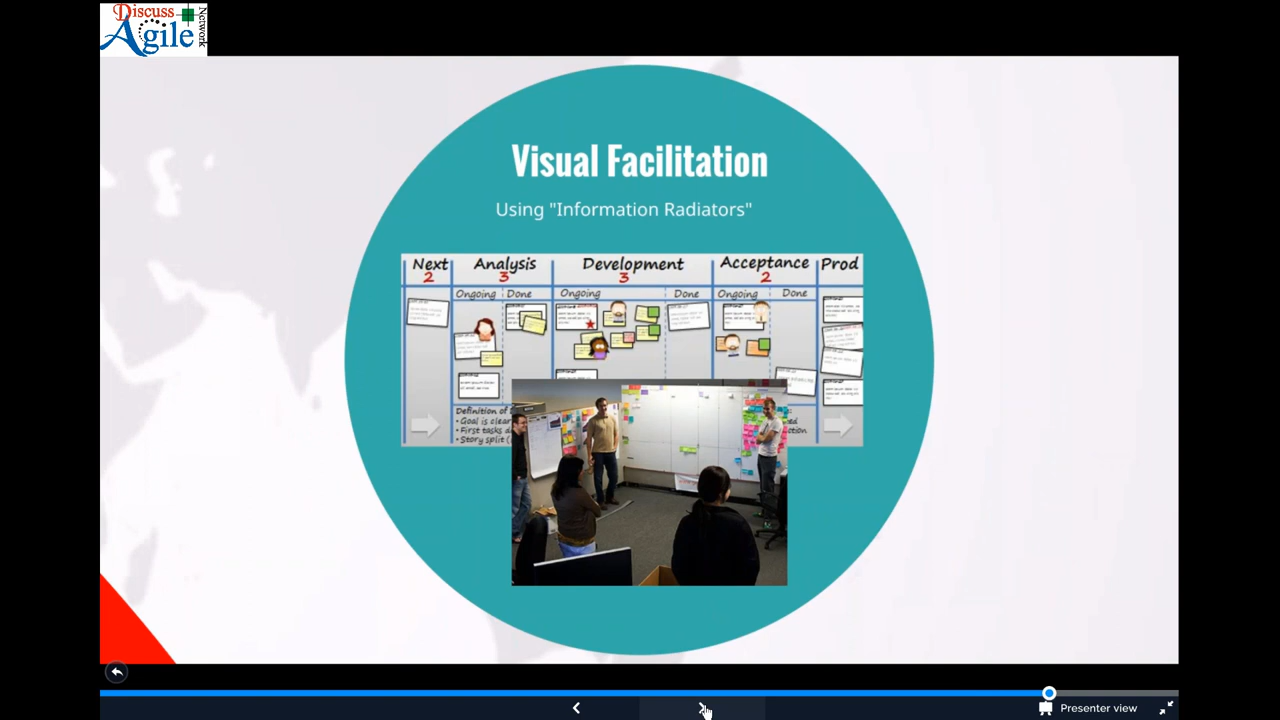 Discuss
Agile
Network
Visual Facilitation
Using "Information Radiators"
Next Analysis Development Acceptance Prod
2 3 3 2
Ongoing Done Ongoing Done Ongoing Done
Definition of
• Goal is clear
• First tasks
• Story split
Presenter view